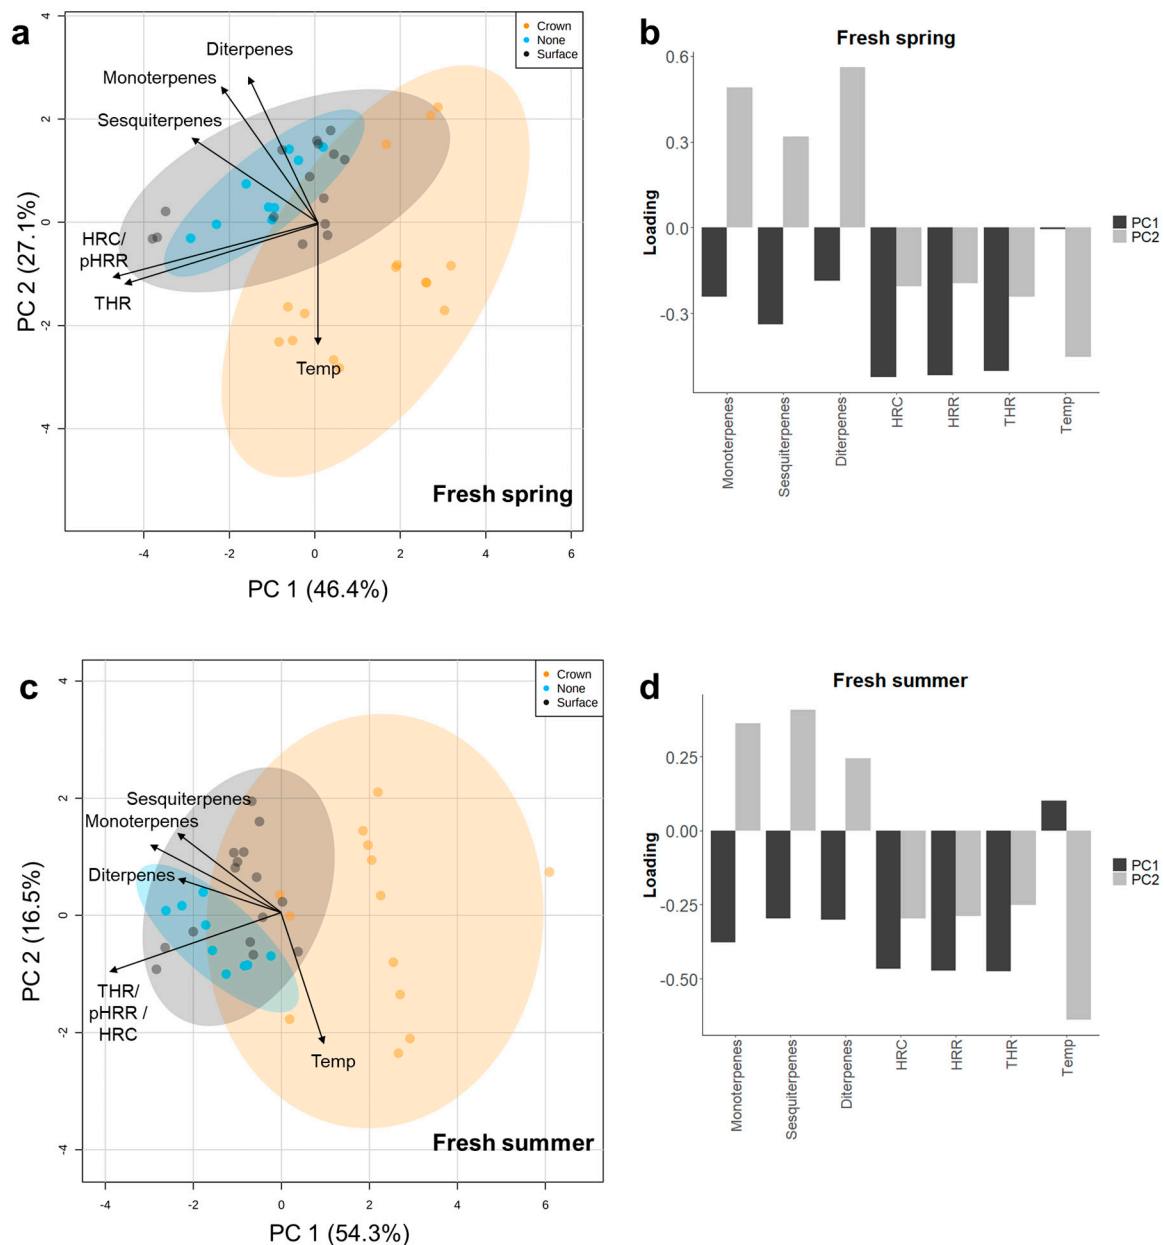 a
Crown
None
Surface
Diterpenes
Monoterpenes
Sesquiterpenes
HRC/
pHRR
THR
Temp
Fresh spring
4
2
0
-2
-4
PC 2 (27.1%)
-4
-2
0
2
4
6
PC 1 (46.4%)
b
Fresh spring
0.6
0.3
0.0
-0.3
Loading
PC1
PC2
Monoterpenes
Sesquiterpenes
Diterpenes
HRC
HRR
THR
Temp
c
Crown
None
Surface
Sesquiterpenes
Monoterpenes
Diterpenes
THR/
pHRR /
HRC
Temp
Fresh summer
4
2
0
-2
-4
PC 2 (16.5%)
-4
-2
0
2
4
6
PC 1 (54.3%)
d
Fresh summer
0.25
0.00
-0.25
-0.50
Loading
PC1
PC2
Monoterpenes
Sesquiterpenes
Diterpenes
HRC
HRR
THR
Temp